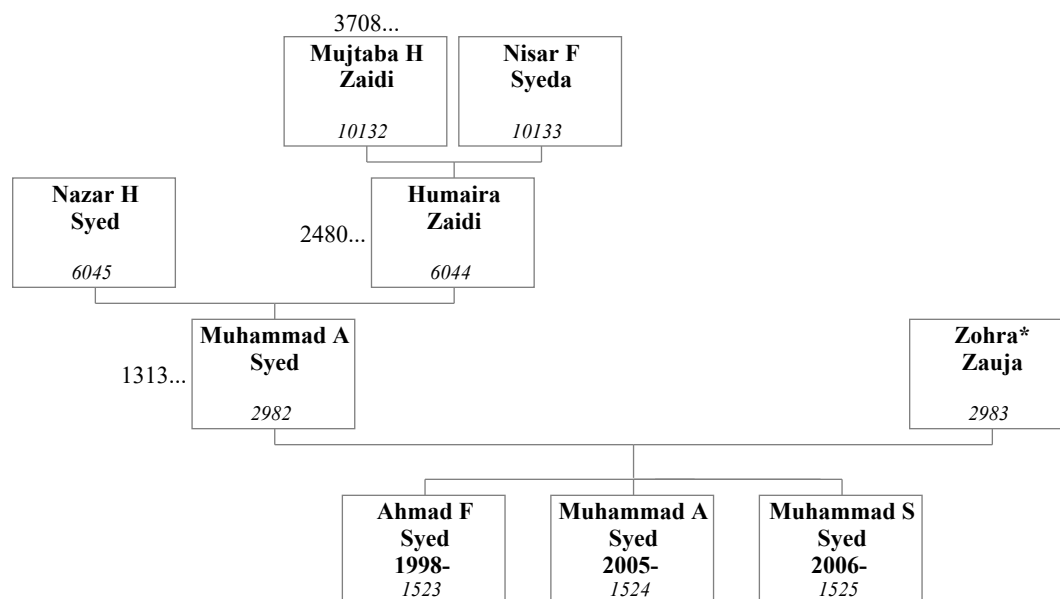 3708...
Mujtaba H
Zaidi
10132
Nisar F
Syeda
10133
Nazar H
Syed
6045
2480...
Humaira
Zaidi
6044
1313...
Muhammad A
Syed
2982
Zohra*
Zauja
2983
Ahmad F
Syed
1998-
1523
Muhammad A
Syed
2005-
1524
Muhammad S
Syed
2006-
1525